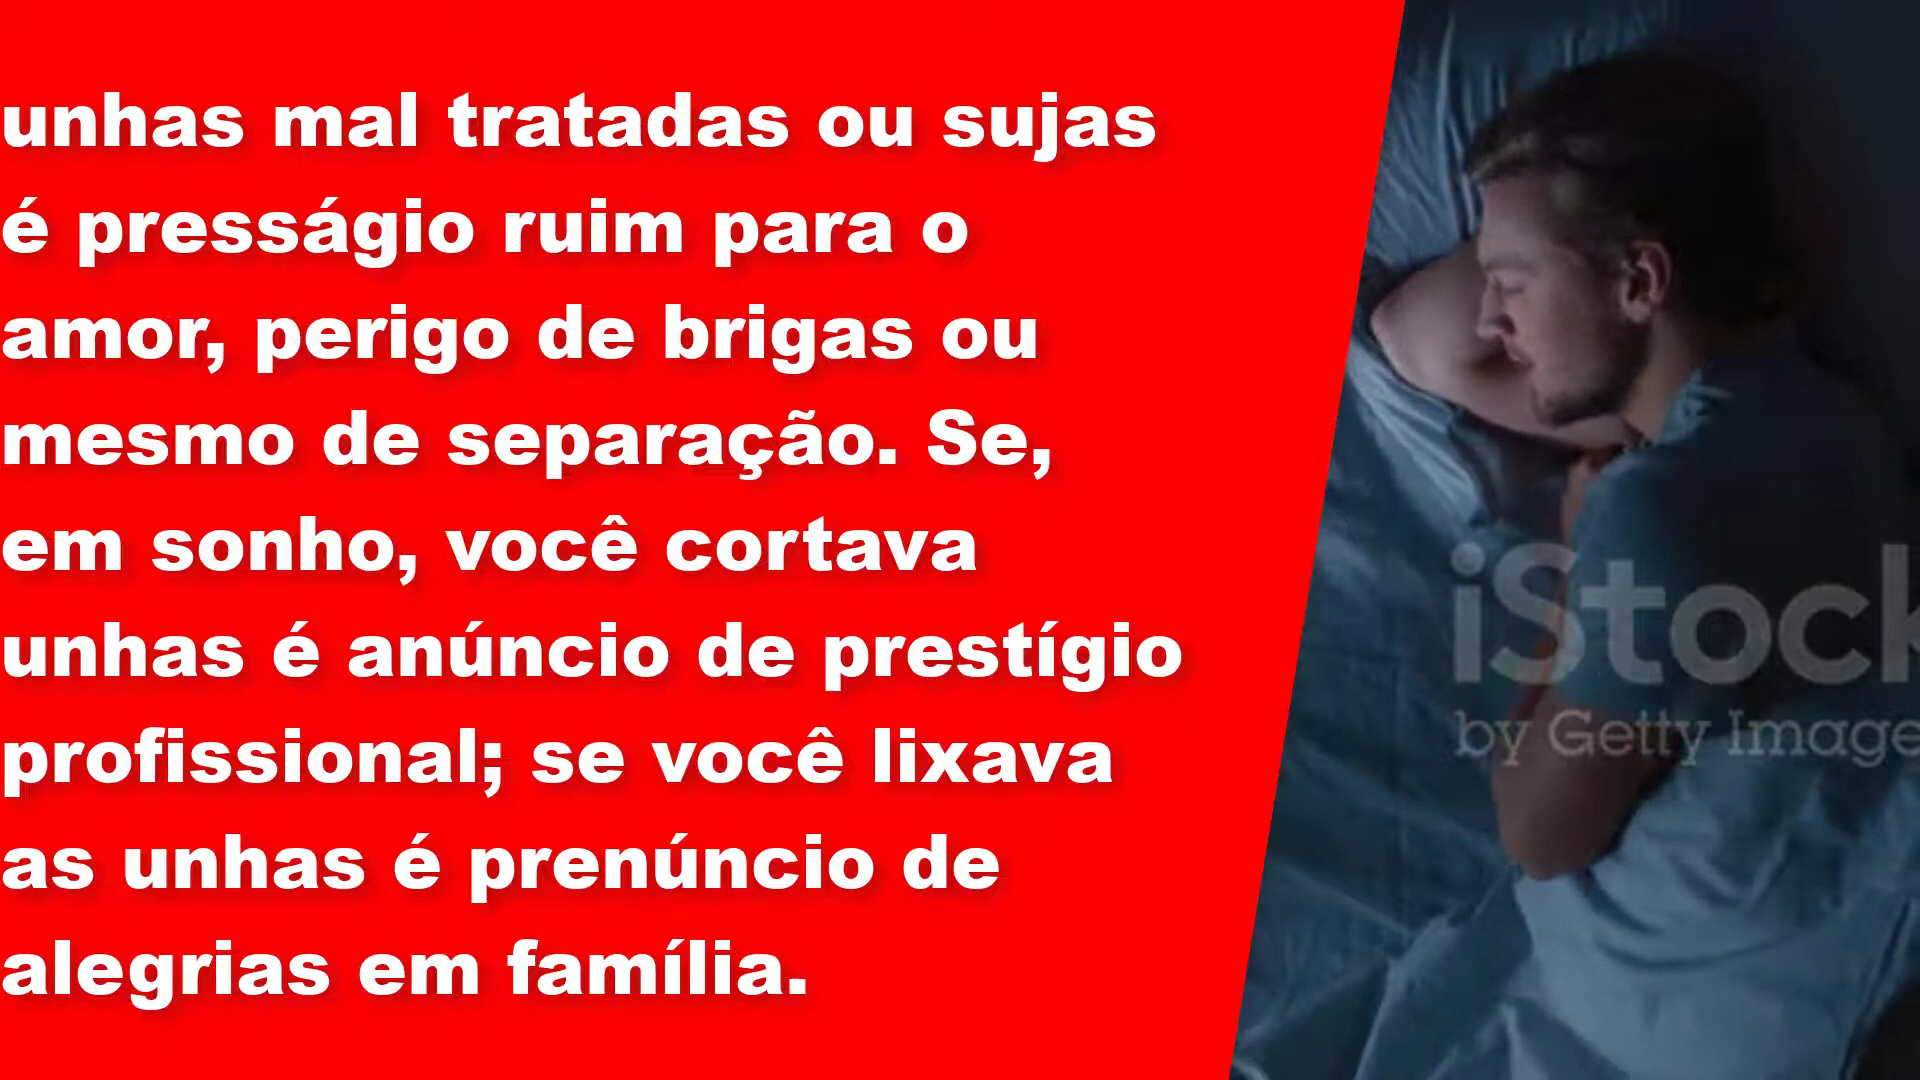 unhas mal tratadas ou sujas
é presságio ruim para o
amor, perigo de brigas ou
mesmo de separação. Se,
em sonho, você cortava
unhas é anúncio de prestígio
profissional; se você lixava
as unhas é prenúncio de
alegrias em família.
iStock
by Getty Image